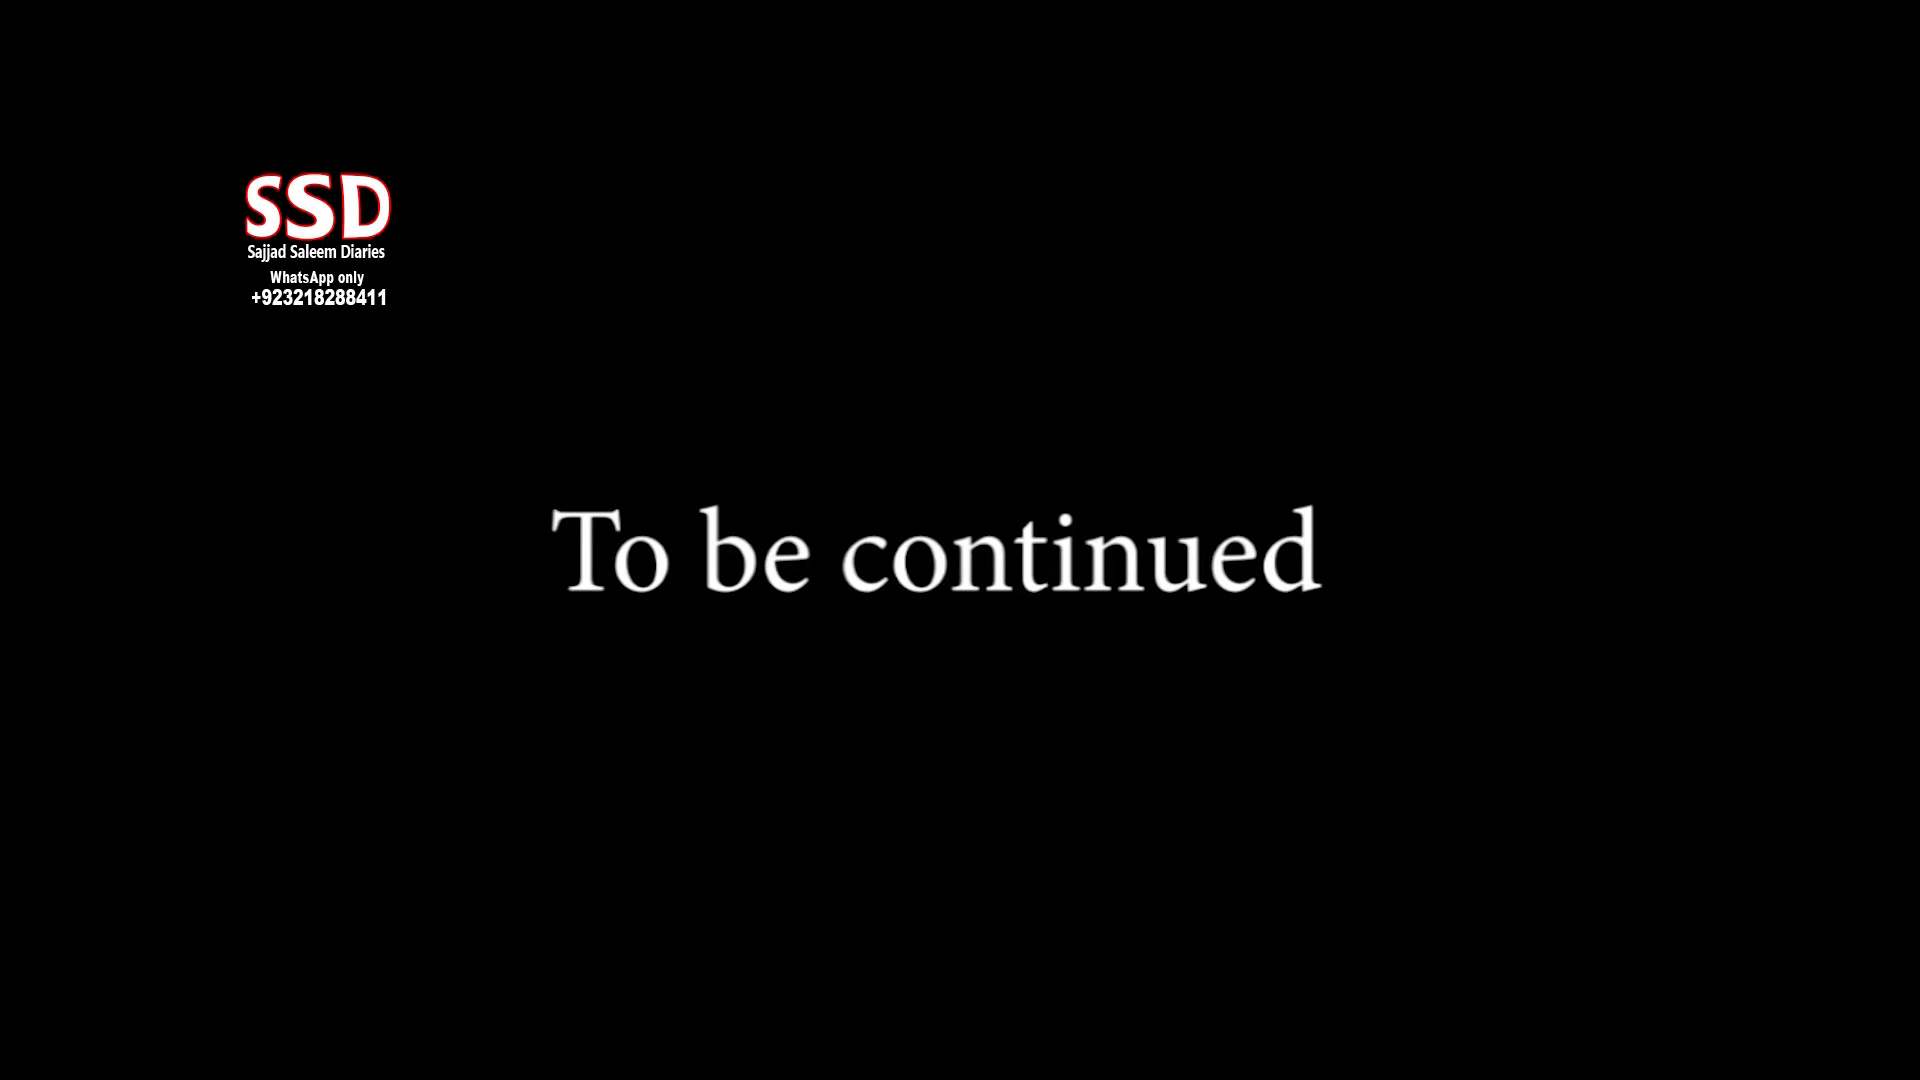 SSD
Sajjad Saleem Diaries
WhatsApp only
+923218288411
To be continued